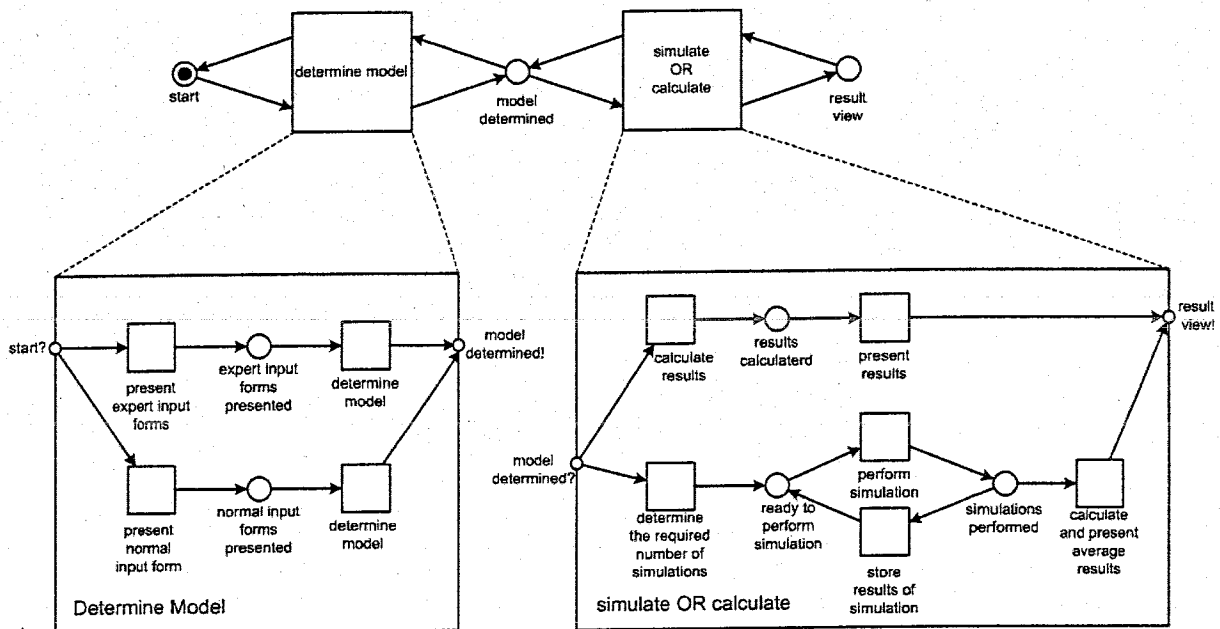 start
determine model
model
determined
simulate
OR
calculate
result
view
start?
present
expert input
forms
expert input
forms
presented
determine
model
model
determined!
present
normal
input form
normal input
forms
presented
determine
model
Determine Model
model
determined?
calculate
results
results
calculaterd
present
results
result
view!
determine
the required
number of
simulations
ready to
perform
simulation
perform
simulation
store
results of
simulation
simulations
performed
calculate
and present
average
results
simulate OR calculate